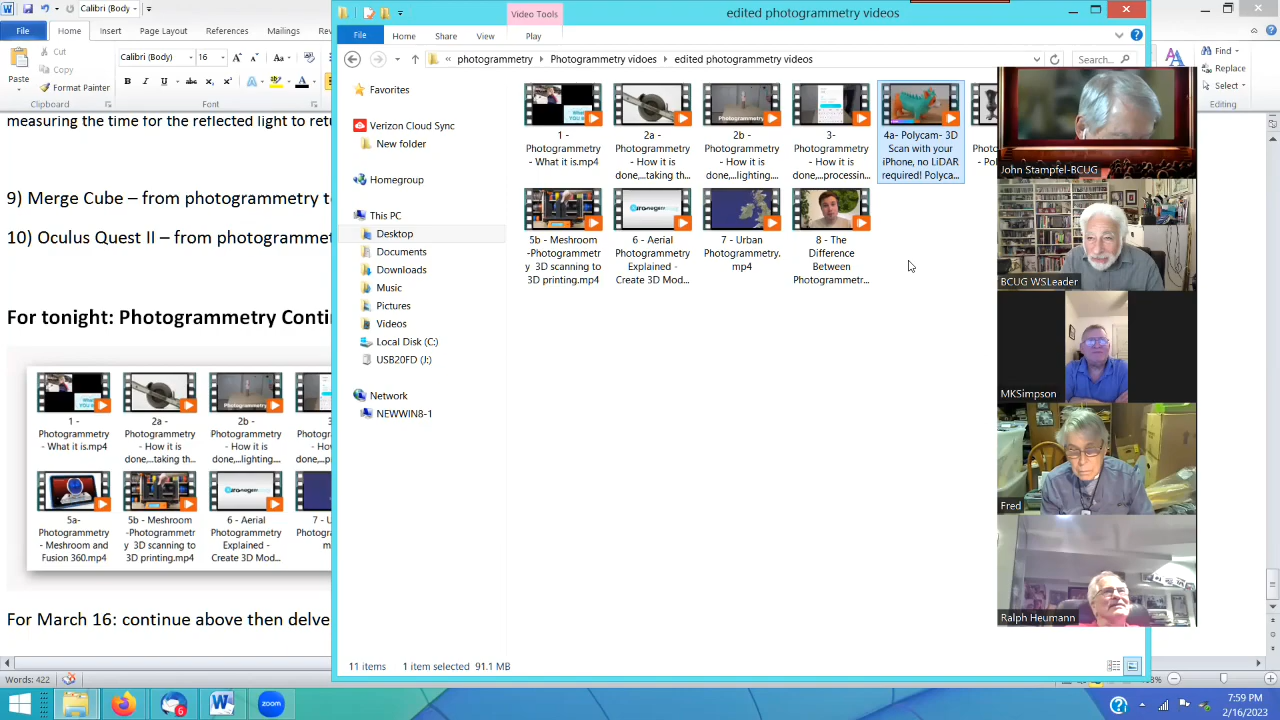 Calibri (Body)
Video Tools
edited photogrammetry videos
File
Home
Insert
Page Layout
References
Mailings
File
Home
Share
View
Play
Find
Replace
Select
Editing
Cut
Copy
Format Painter
Paste
Clipboard
Calibri (Body)
16
Aa
B I U abc X₂
photogrammetry
Photogrammetry vidoes
edited photogrammetry videos
Search...
measuring the time for the reflected light to retu
9) Merge Cube – from photogrammetry t
10) Oculus Quest II – from photogramme
For tonight: Photogrammetry Conti
1 -
Photogrammetry
- What it is.mp4
2a -
Photogrammetry
- How it is
done,...taking th...
2b -
Photogrammetry
- How it is
done,...lighting....
5a-
Photogrammetry
- Meshroom and
Fusion 360.mp4
5b - Meshroom
-Photogrammetr
y 3D scanning to
3D printing.mp4
6 - Aerial
Photogrammetry
Explained -
Create 3D Mod...
For March 16: continue above then delve
Words: 422
Favorites
Verizon Cloud Sync
New folder
Homegroup
This PC
Desktop
Documents
Downloads
Music
Pictures
Videos
Local Disk (C:)
USB20FD (J:)
Network
NEWWIN8-1
1 -
Photogrammetry
- What it is.mp4
2a -
Photogrammetry
- How it is
done,...taking th...
2b -
Photogrammetry
- How it is
done,...lighting....
3-
Photogrammetry
- How it is
done,...processin...
4a- Polycam- 3D
Scan with your
iPhone, no LiDAR
required! Polyca...
5b - Meshroom
-Photogrammetr
y 3D scanning to
3D printing.mp4
6 - Aerial
Photogrammetry
Explained -
Create 3D Mod...
7 - Urban
Photogrammetry.
mp4
8 - The
Difference
Between
Photogrammetr...
John Stampfel-BCUG
BCUG WSLeader
MKSimpson
Fred
Ralph Heumann
11 items
1 item selected 91.1 MB
zoom
7:59 PM
2/16/2023